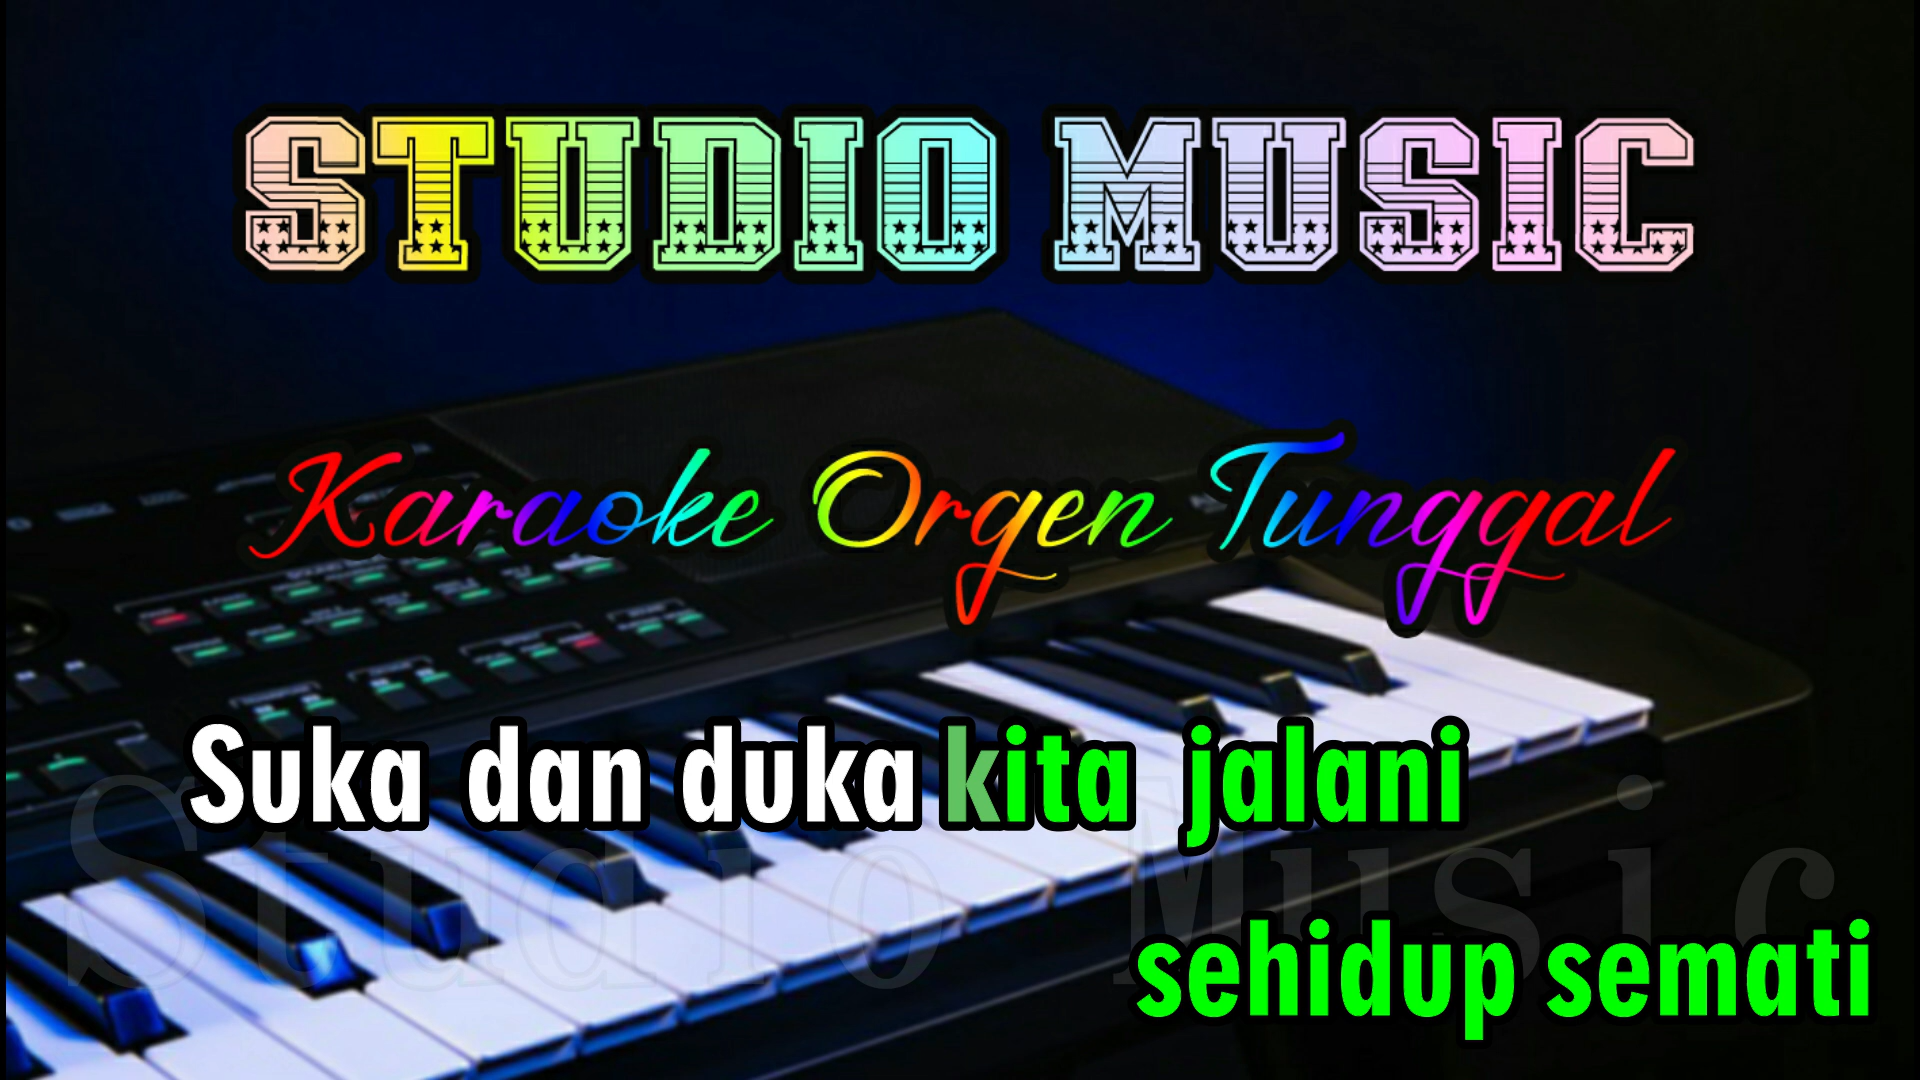 STUDIO MUSIC
Karaoke Orgen Tunggal
Suka dan duka kita jalani
Studio Music
sehidup semati